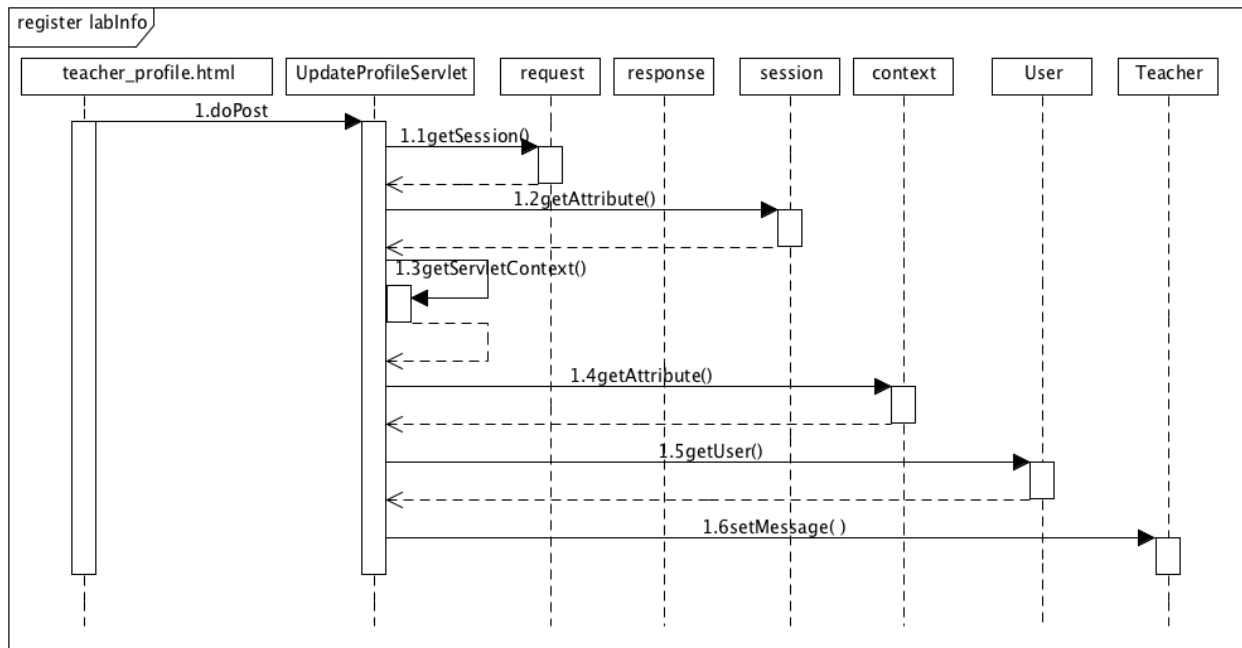 register labInfo
teacher_profile.html
UpdateProfileServlet
request
response
session
context
User
Teacher
1.doPost
1.1getSession()
1.2getAttribute()
1.3getServletContext()
1.4getAttribute()
1.5getUser()
1.6setMessage( )